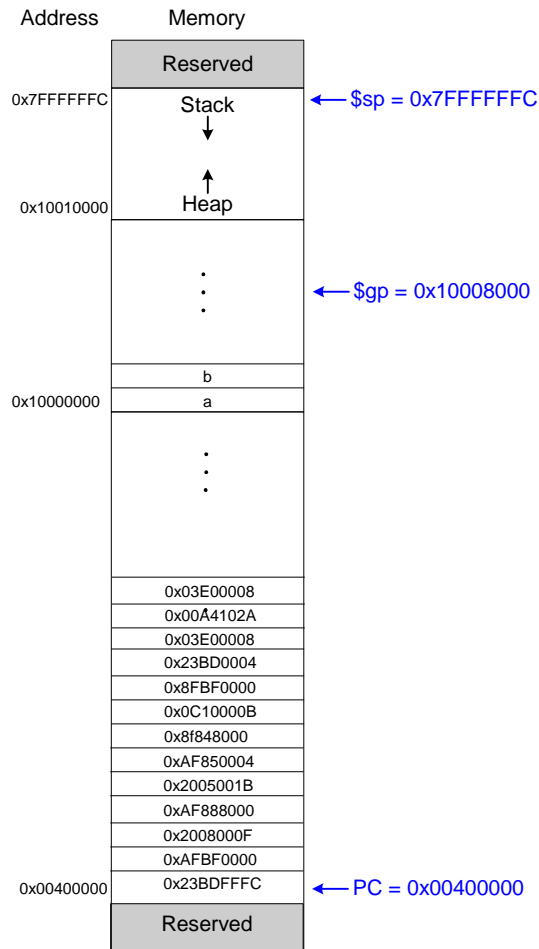 Address Memory
Reserved
0x7FFFFFFC Stack $sp = 0x7FFFFFFC
0x10010000 Heap
$gp = 0x10008000
b
0x10000000 a
0x03E00008
0x00A4102A
0x03E00008
0x23BD0004
0x8FBF0000
0x0C10000B
0x8f848000
0xAF850004
0x2005001B
0xAF888000
0x2008000F
0xAFBF0000
0x00400000 0x23BDFFFC PC = 0x00400000
Reserved